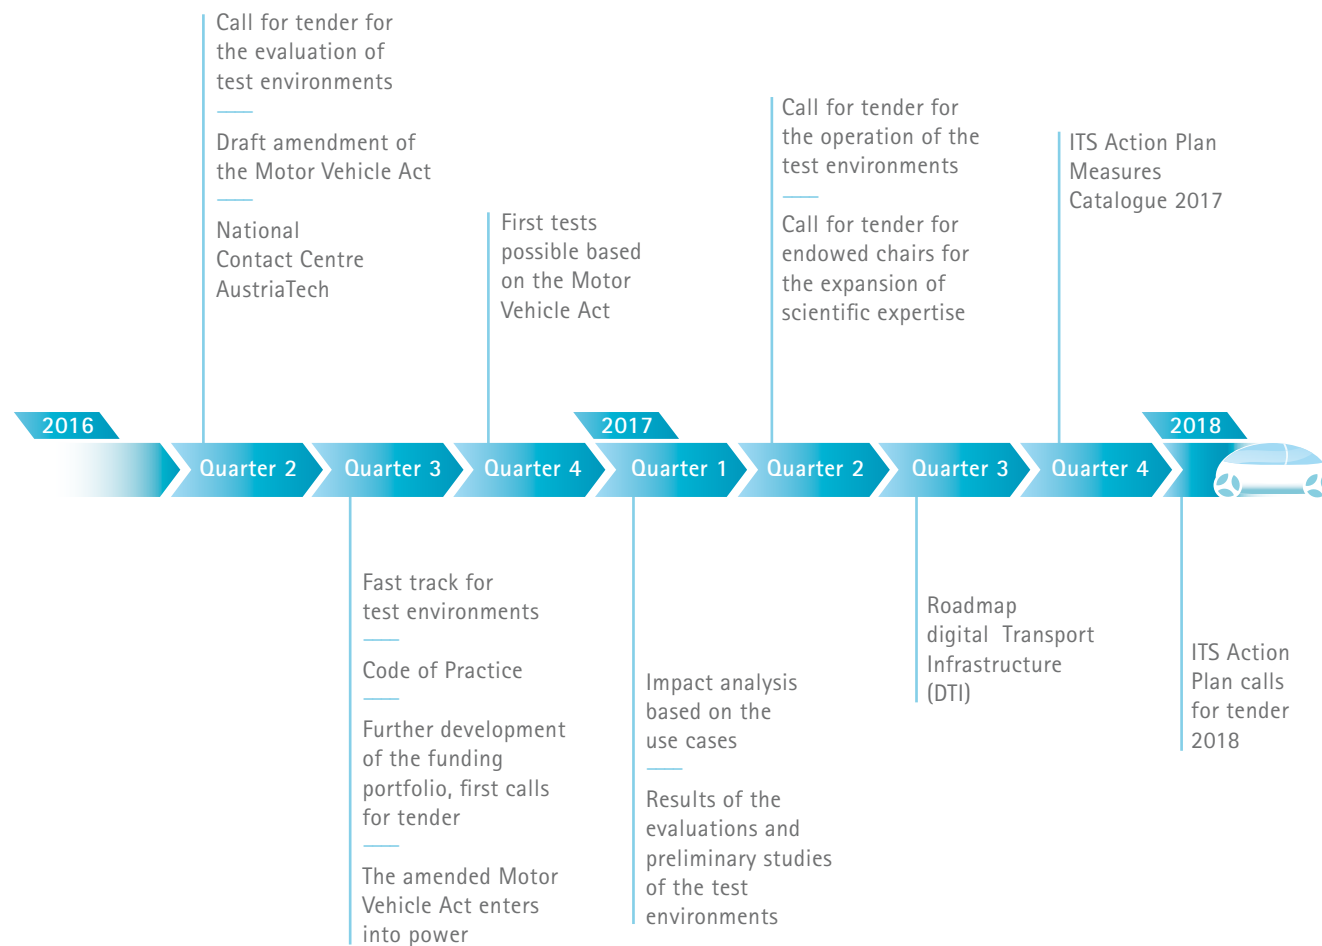 Call for tender for
the evaluation of
test environments
Draft amendment of
the Motor Vehicle Act
National
Contact Centre
AustriaTech
First tests
possible based
on the Motor
Vehicle Act
Call for tender for
the operation of the
test environments
Call for tender for
endowed chairs for
the expansion of
scientific expertise
ITS Action Plan
Measures
Catalogue 2017
2016
2017
2018
Quarter 2
Quarter 3
Quarter 4
Quarter 1
Quarter 2
Quarter 3
Quarter 4
Fast track for
test environments
Code of Practice
Further development
of the funding
portfolio, first calls
for tender
The amended Motor
Vehicle Act enters
into power
Impact analysis
based on the
use cases
Results of the
evaluations and
preliminary studies
of the test
environments
Roadmap
digital Transport
Infrastructure
(DTI)
ITS Action
Plan calls
for tender
2018